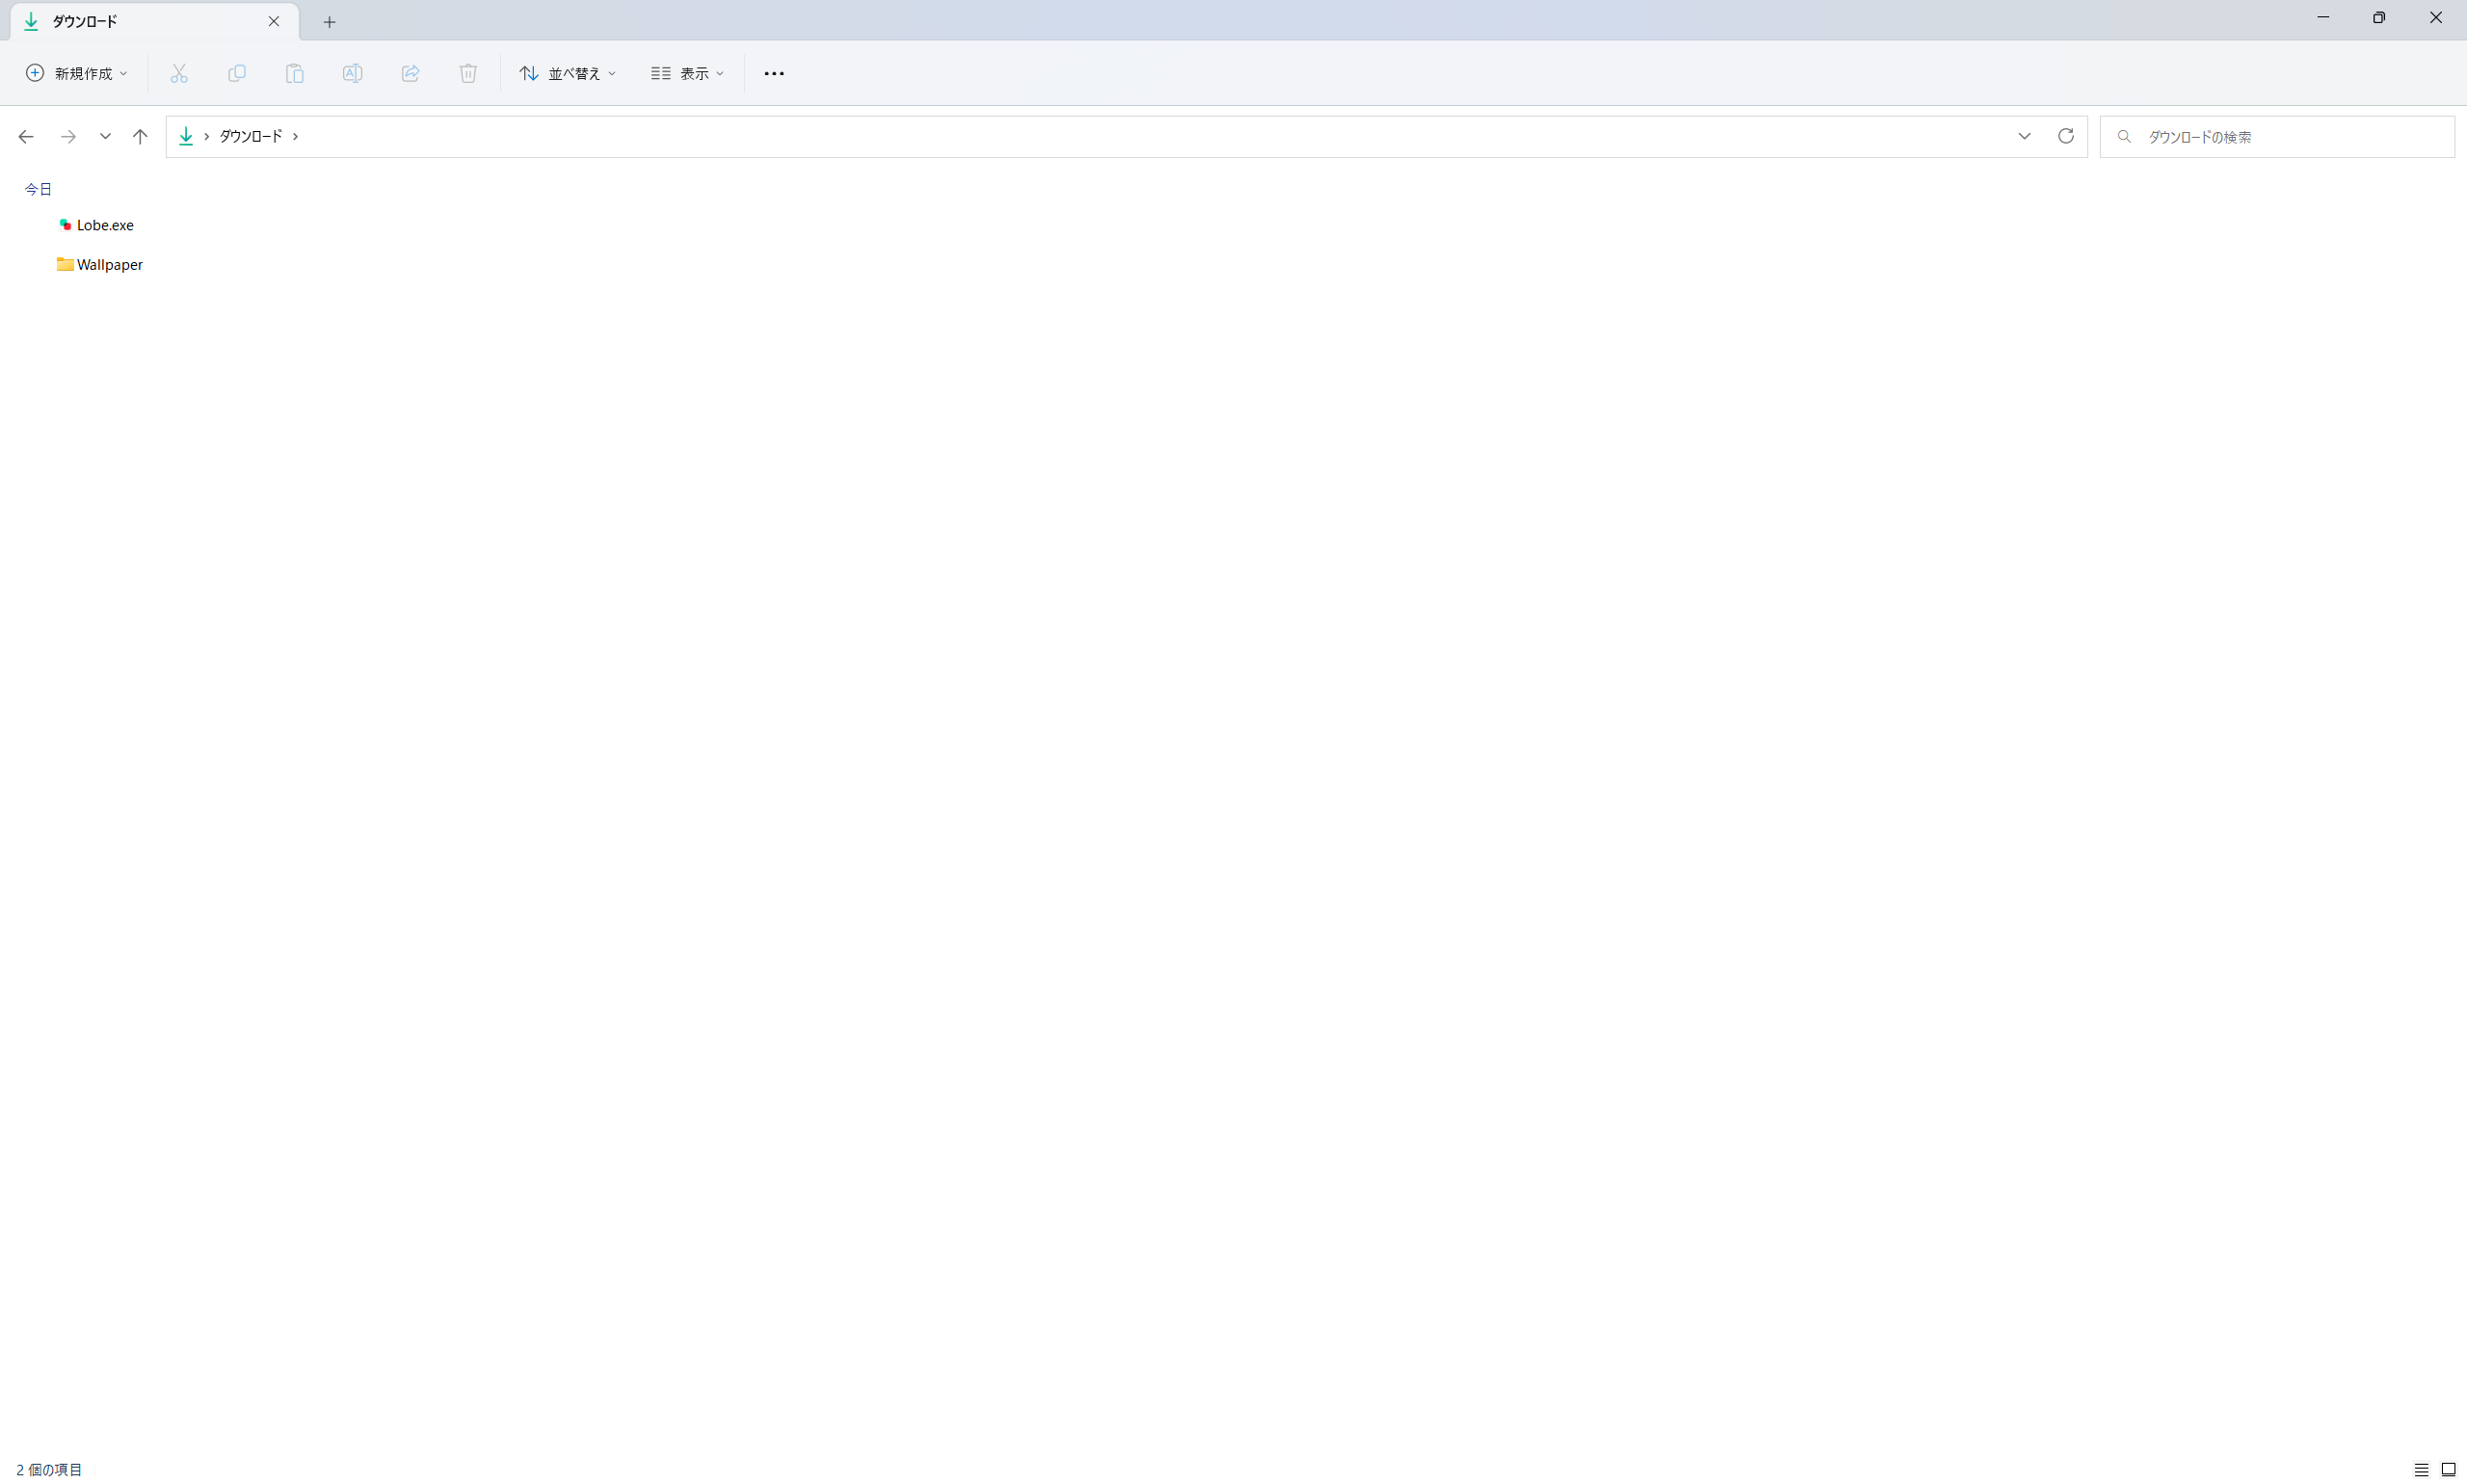 ダウンロード
新規作成
並べ替え
表示
ダウンロード
ダウンロードの検索
今日
Lobe.exe
Wallpaper
2 個の項目